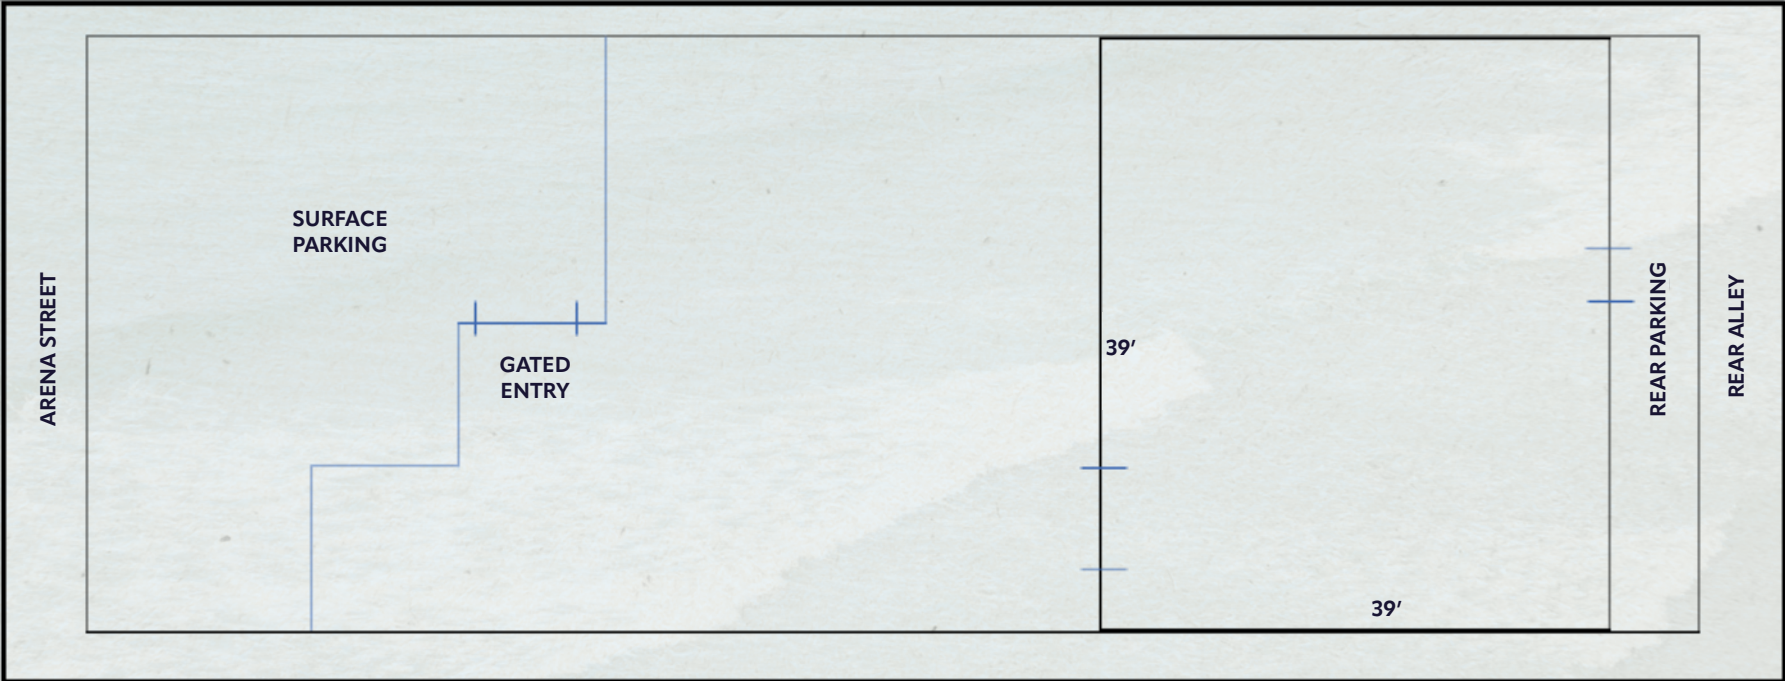 ARENA STREET
SURFACE
PARKING
GATED
ENTRY
39′
39′
REAR PARKING
REAR ALLEY